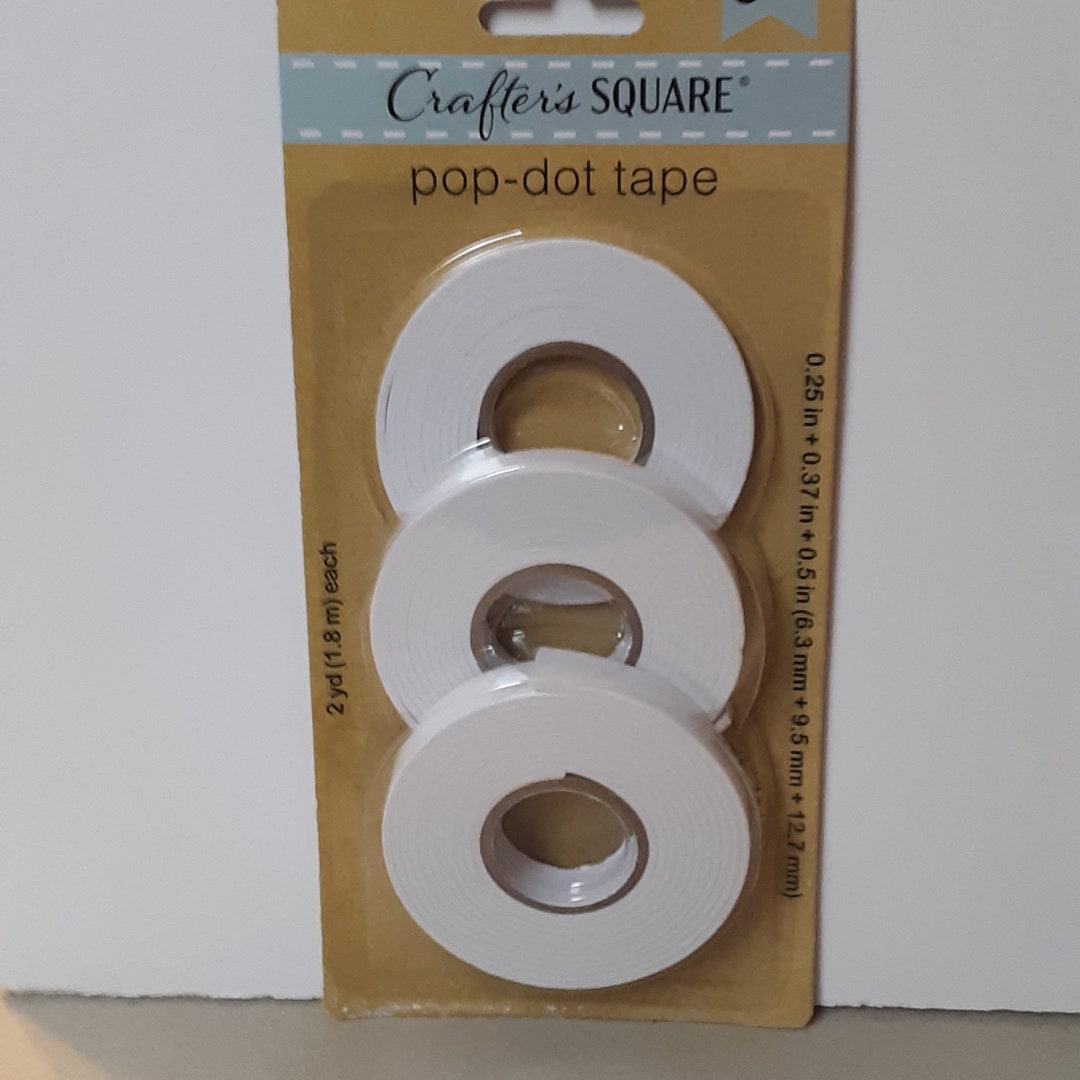 Crafter's SQUARE®
pop-dot tape
2 yd (1.8 m) each
0.25 in + 0.37 in + 0.5 in (6.3 mm + 9.5 mm + 12.7 mm)